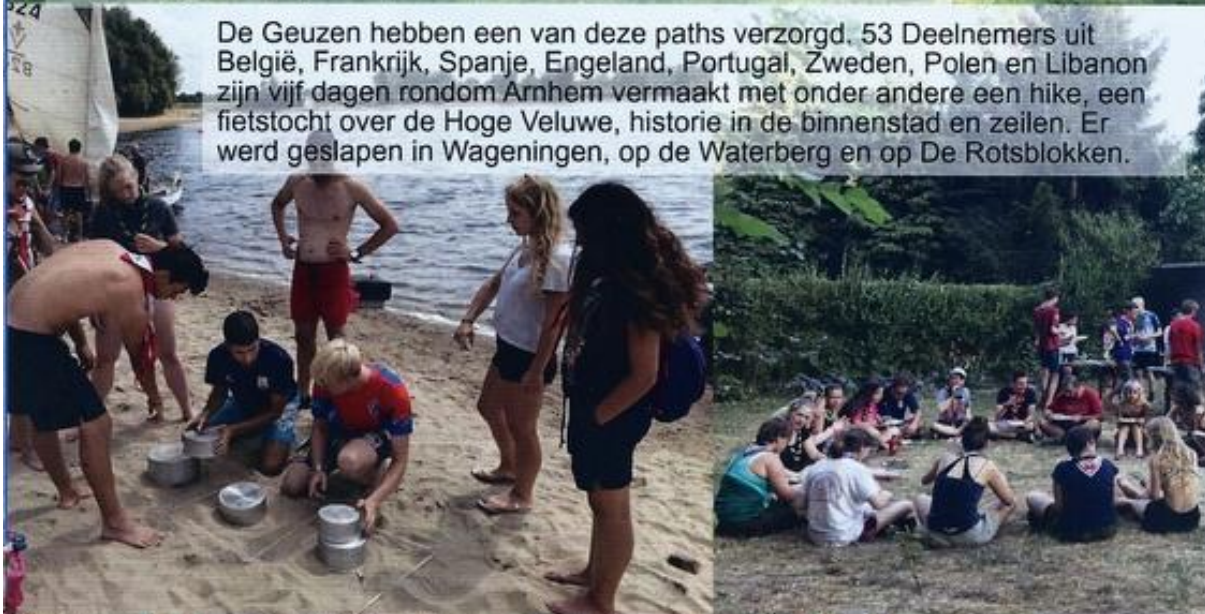 324
De Geuzen hebben een van deze paths verzorgd. 53 Deelnemers uit
België, Frankrijk, Spanje, Engeland, Portugal, Zweden, Polen en Libanon
zijn vijf dagen rondom Arnhem vermaakt met onder andere een hike, een
fietstocht over de Hoge Veluwe, historie in de binnenstad en zeilen. Er
werd geslapen in Wageningen, op de Waterberg en op De Rotsblokken.